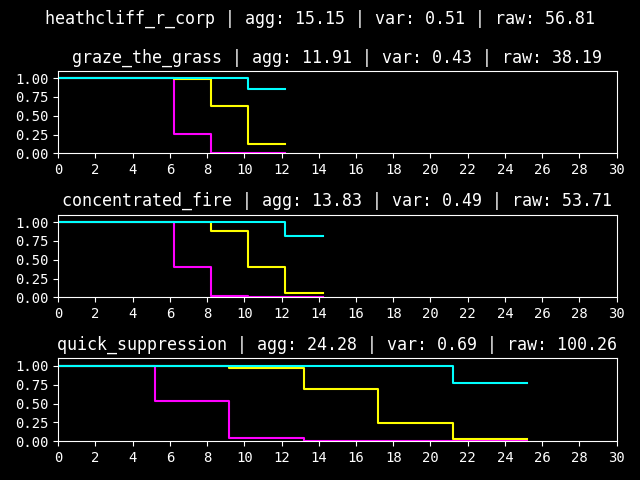 heathcliff_r_corp | agg: 15.15 | var: 0.51 | raw: 56.81
graze_the_grass | agg: 11.91 | var: 0.43 | raw: 38.19
1.00
0.75
0.50
0.25
0.00
0 2 4 6 8 10 12 14 16 18 20 22 24 26 28 30
concentrated_fire | agg: 13.83 | var: 0.49 | raw: 53.71
1.00
0.75
0.50
0.25
0.00
0 2 4 6 8 10 12 14 16 18 20 22 24 26 28 30
quick_suppression | agg: 24.28 | var: 0.69 | raw: 100.26
1.00
0.75
0.50
0.25
0.00
0 2 4 6 8 10 12 14 16 18 20 22 24 26 28 30